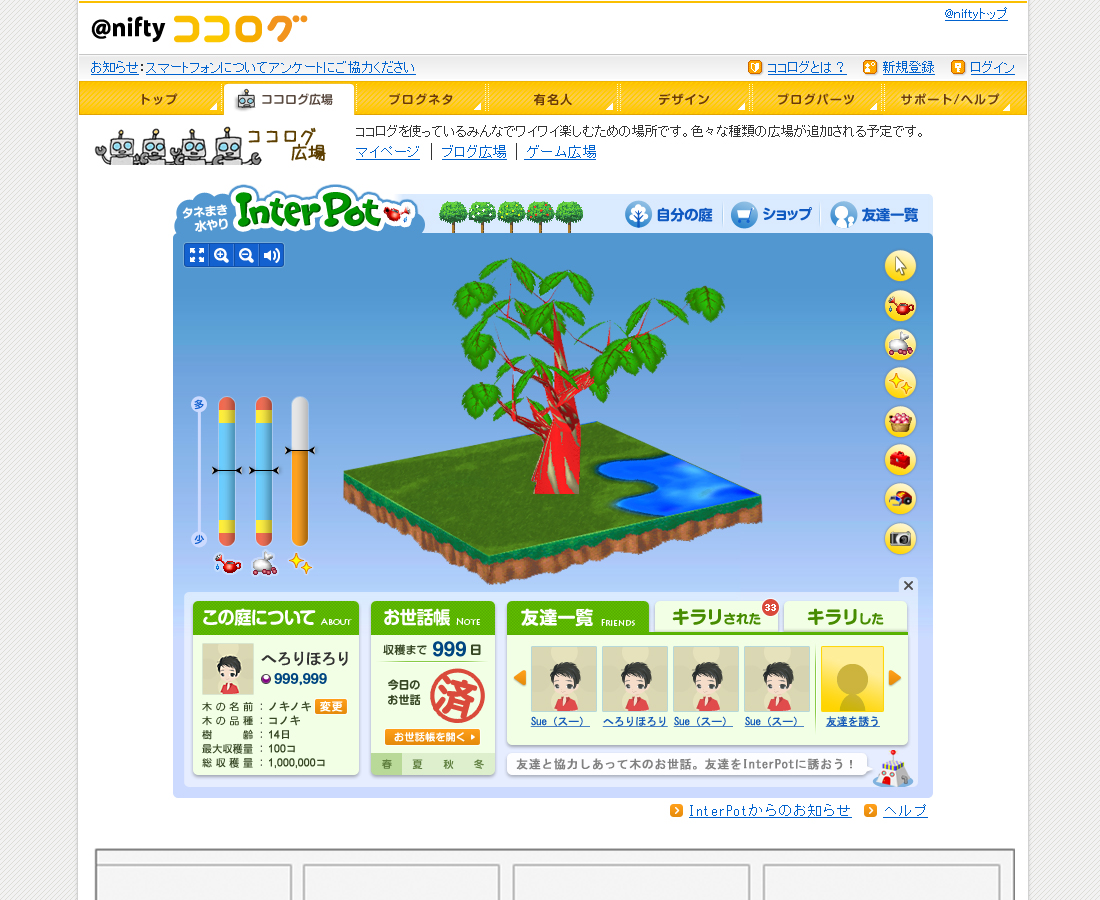 @niftyトップ
@nifty ココログ
お知らせ：スマートフォンについてアンケートにご協力ください
ココログとは？ 新規登録 ログイン
トップ ココログ広場 ブログネタ 有名人 デザイン ブログパーツ サポート/ヘルプ
ココログ広場
ココログを使っているみんなでワイワイ楽しむための場所です。色々な種類の広場が追加される予定です。
マイページ ｜ ブログ広場 ｜ ゲーム広場
タネまき水やり InterPot
自分の庭 ショップ 友達一覧
多
少
この庭について ABOUT
へろりほろり
999,999
木の名前：ノキノキ 変更
木の品種：コノキ
樹齢：14日
最大収穫量：100コ
総収穫量：1,000,000コ
お世話帳 NOTE
収穫まで 999 日
今日のお世話 済
お世話帳を開く
春 夏 秋 冬
友達一覧 FRIENDS キラリされた 33 キラリした
Sue（スー） へろりほろり Sue（スー） Sue（スー） 友達を誘う
友達と協力しあって木のお世話。友達をInterPotに誘おう！
InterPotからのお知らせ ヘルプ